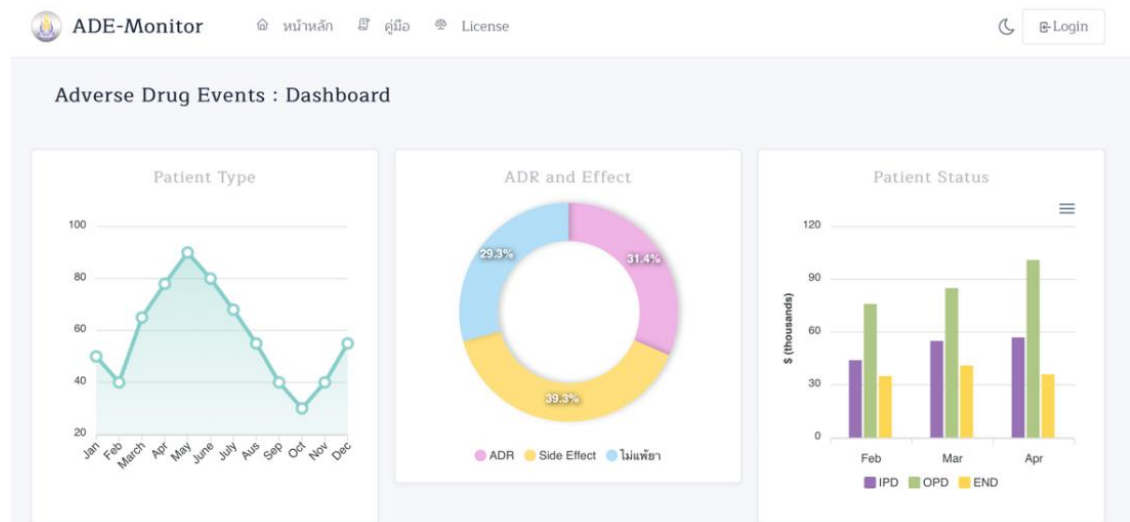 ADE-Monitor
หน้าหลัก
คู่มือ
License
Login
Adverse Drug Events : Dashboard
Patient Type
100
80
60
40
20
Jan
Feb
March
Apr
May
June
July
Aus
Sep
Oct
Nov
Dec
ADR and Effect
29.3%
31.4%
39.3%
ADR
Side Effect
ไม่แพ้ยา
Patient Status
120
90
60
30
0
$ (thousands)
Feb
Mar
Apr
IPD
OPD
END